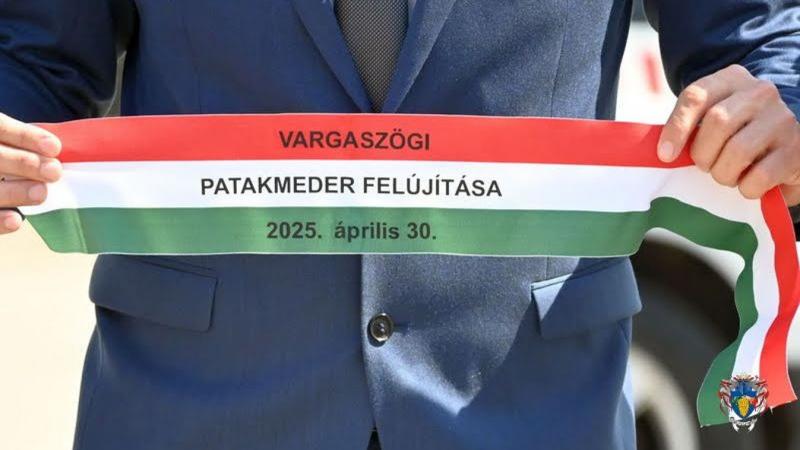 VARGASZÖGI
PATAKMEDER FELÚJÍTÁSA
2025. április 30.